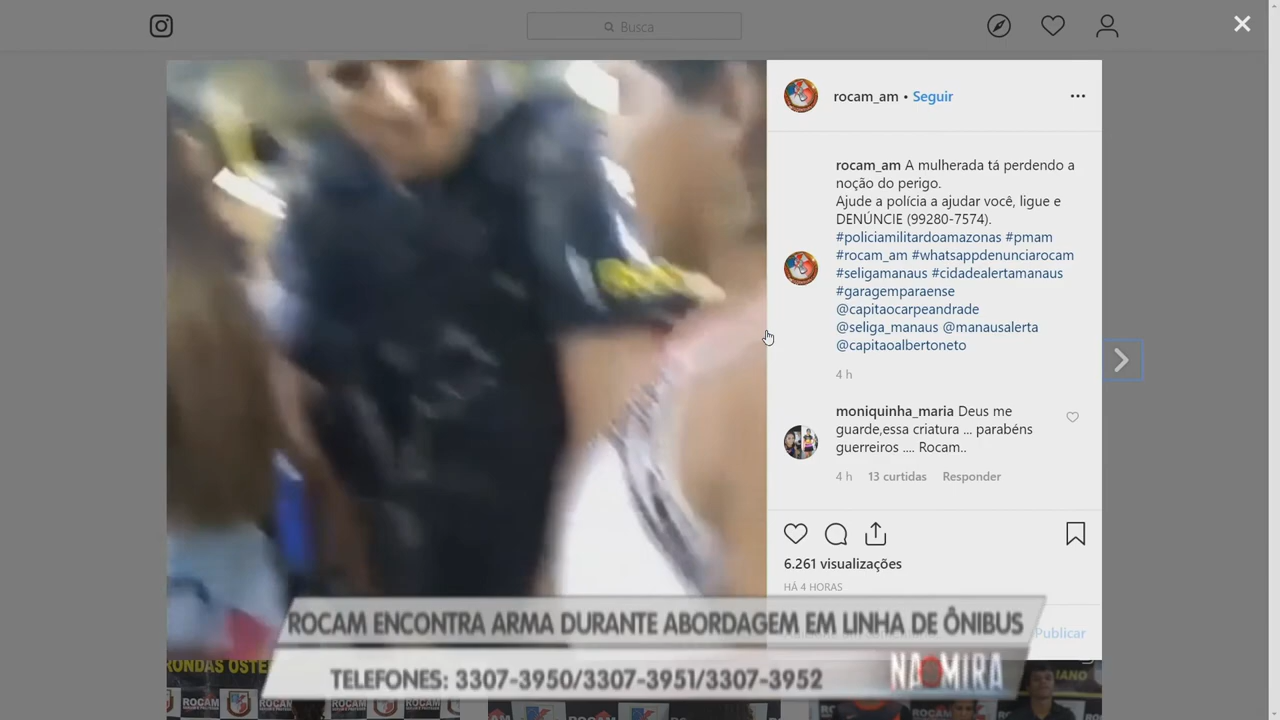 Busca
rocam_am • Seguir
rocam_am A mulherada tá perdendo a
noção do perigo.
Ajude a polícia a ajudar você, ligue e
DENÚNCIE (99280-7574).
#policiamilitardoamazonas #pmam
#rocam_am #whatsappdenunciarocam
#seligamanaus #cidadealertamanaus
#garagemparaense
@capitaocarpeandrade
@seliga_manaus @manausalerta
@capitaoalbertoneto
4 h
moniquinha_maria Deus me
guarde,essa criatura ... parabéns
guerreiros .... Rocam..
4 h 13 curtidas Responder
6.261 visualizações
HÁ 4 HORAS
Publicar
ROCAM ENCONTRA ARMA DURANTE ABORDAGEM EM LINHA DE ÔNIBUS
TELEFONES: 3307-3950/3307-3951/3307-3952
NA MIRA
RONDAS OSTE
ROCAM